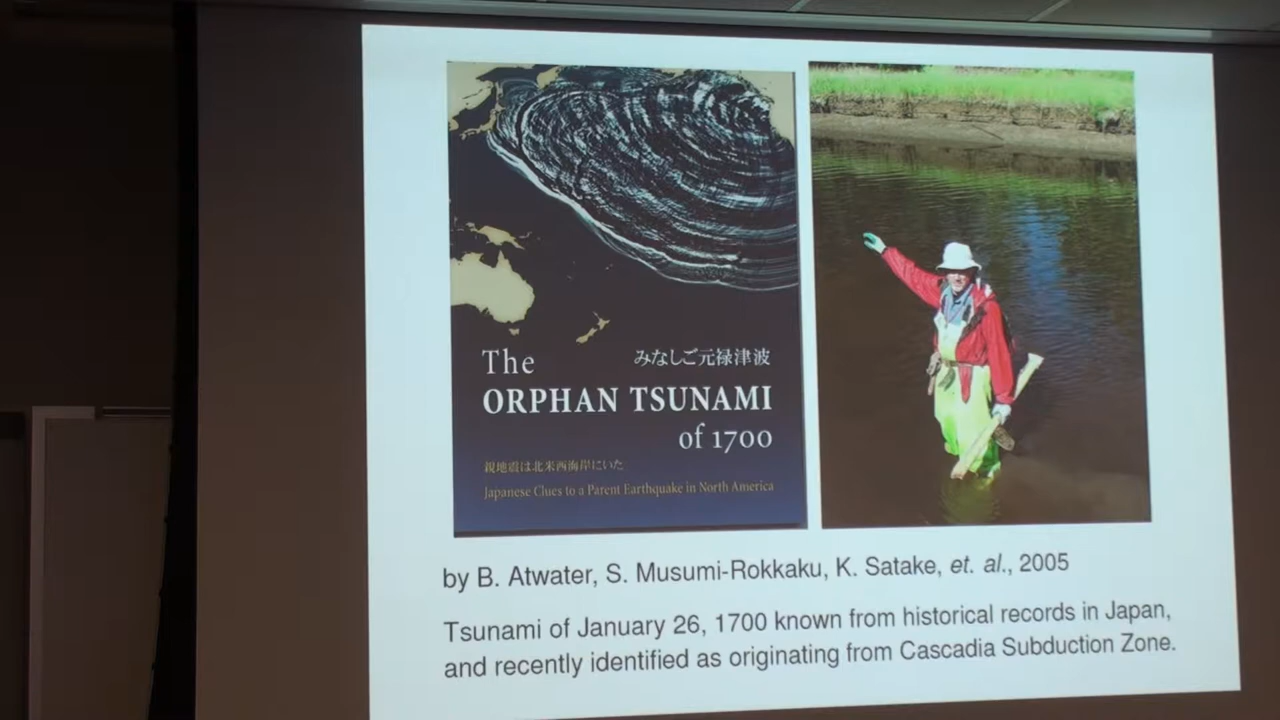 The
みなしご元禄津波
ORPHAN TSUNAMI
of 1700
親地震は北米西海岸にいた
Japanese Clues to a Parent Earthquake in North America
by B. Atwater, S. Musumi-Rokkaku, K. Satake, et. al., 2005
Tsunami of January 26, 1700 known from historical records in Japan,
and recently identified as originating from Cascadia Subduction Zone.